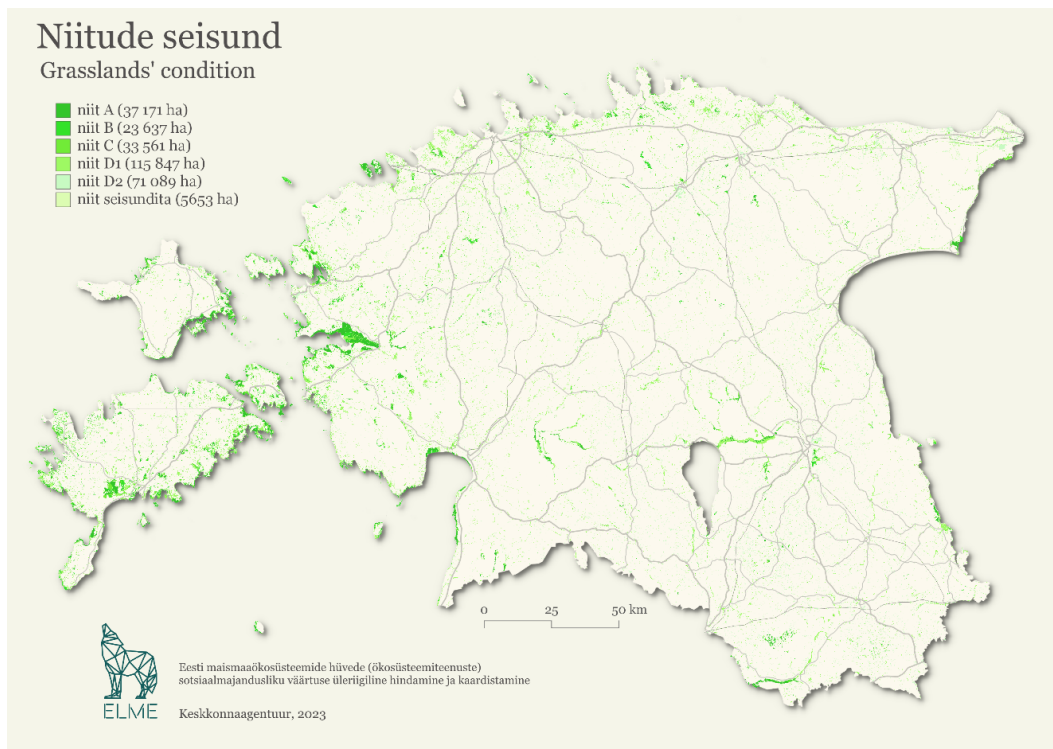 Niitude seisund
Grasslands' condition
niit A (37 171 ha)
niit B (23 637 ha)
niit C (33 561 ha)
niit D1 (115 847 ha)
niit D2 (71 089 ha)
niit seisundita (5653 ha)
0 25 50 km
Eesti maismaaökosüsteemide hüvede (ökosüsteemiteenuste)
sotsiaalmajandusliku väärtuse üleriigiline hindamine ja kaardistamine
ELME
Keskkonnaagentuur, 2023